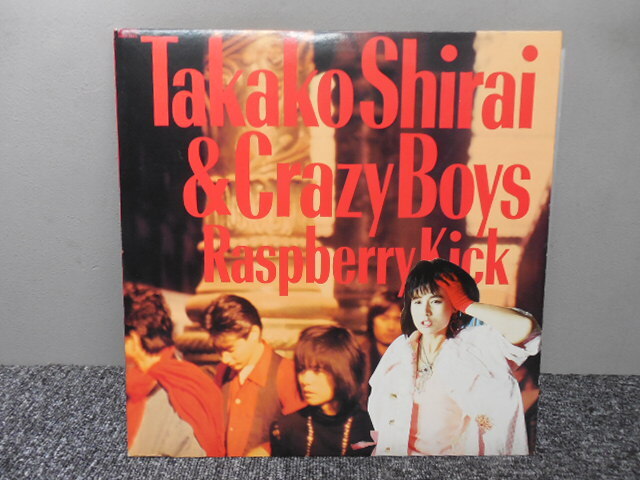 Takako Shirai
& Crazy Boys
Raspberry Kick